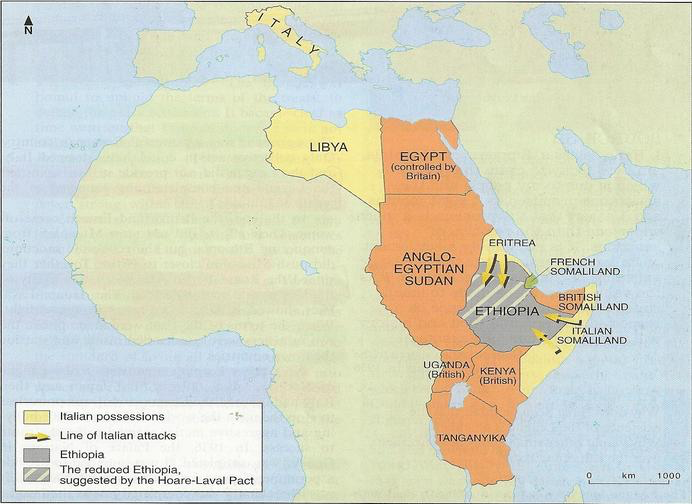 N
ITALY
LIBYA
EGYPT
(controlled by
Britain)
ERITREA
ANGLO-
EGYPTIAN
SUDAN
FRENCH
SOMALILAND
BRITISH
SOMALILAND
ETHIOPIA
ITALIAN
SOMALILAND
UGANDA
(British)
KENYA
(British)
TANGANYIKA
Italian possessions
Line of Italian attacks
Ethiopia
The reduced Ethiopia,
suggested by the Hoare-Laval Pact
0 km 1000